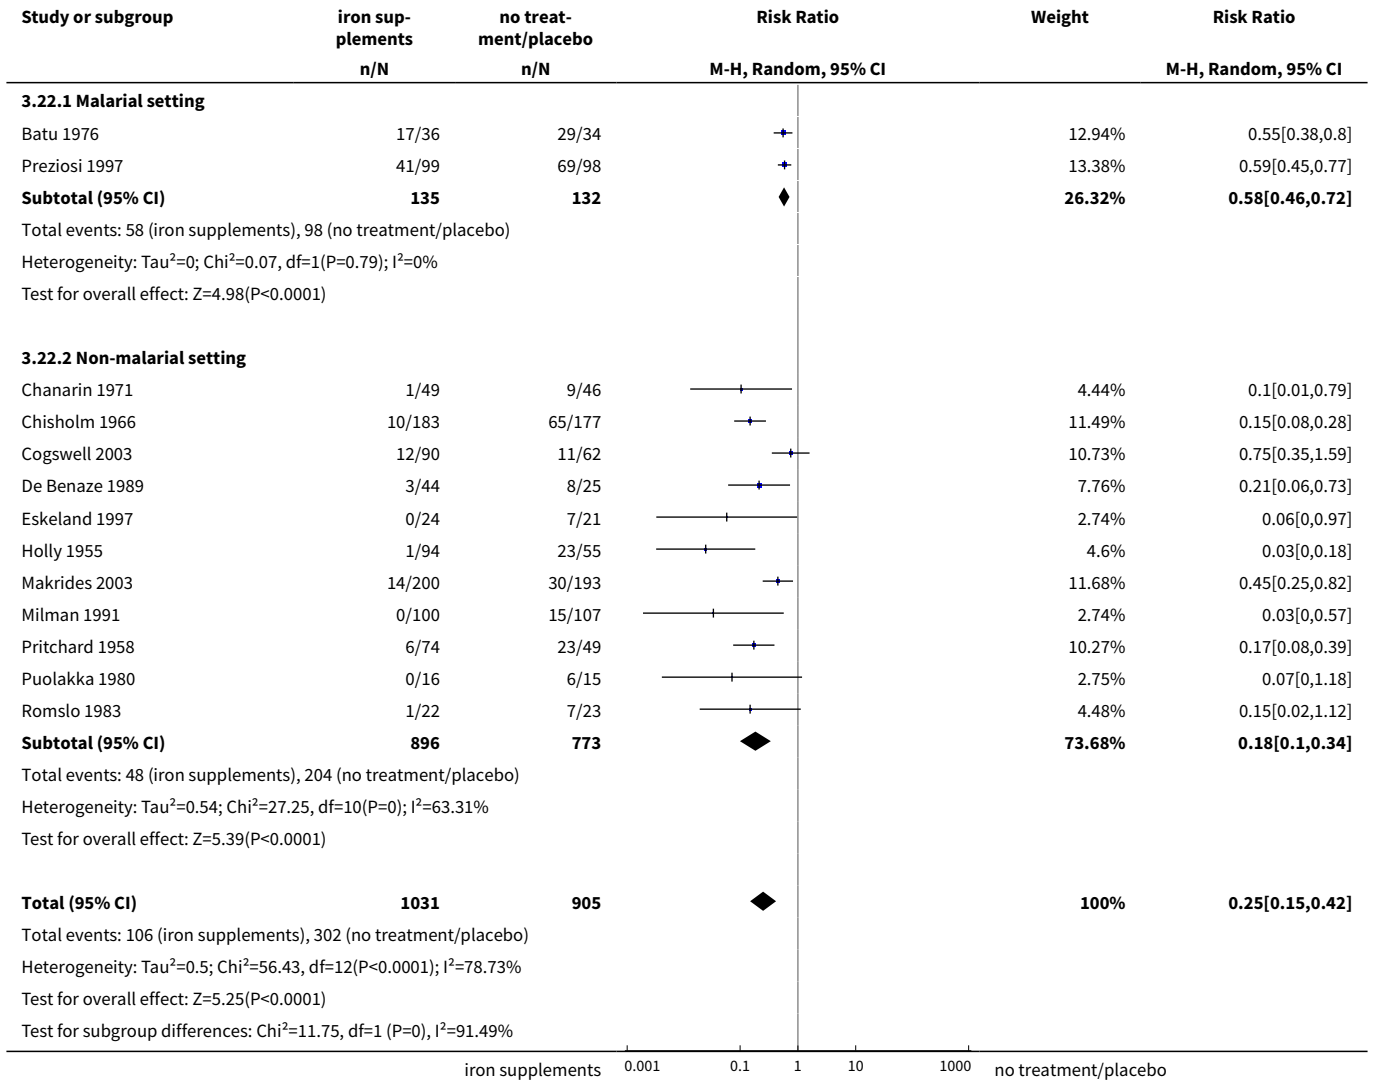 Study or subgroup iron sup- no treat- Risk Ratio Weight Risk Ratio
plements ment/placebo
n/N n/N M-H, Random, 95% CI M-H, Random, 95% CI
3.22.1 Malarial setting
Batu 1976 17/36 29/34 12.94% 0.55[0.38,0.8]
Preziosi 1997 41/99 69/98 13.38% 0.59[0.45,0.77]
Subtotal (95% CI) 135 132 26.32% 0.58[0.46,0.72]
Total events: 58 (iron supplements), 98 (no treatment/placebo)
Heterogeneity: Tau²=0; Chi²=0.07, df=1(P=0.79); I²=0%
Test for overall effect: Z=4.98(P<0.0001)
3.22.2 Non-malarial setting
Chanarin 1971 1/49 9/46 4.44% 0.1[0.01,0.79]
Chisholm 1966 10/183 65/177 11.49% 0.15[0.08,0.28]
Cogswell 2003 12/90 11/62 10.73% 0.75[0.35,1.59]
De Benaze 1989 3/44 8/25 7.76% 0.21[0.06,0.73]
Eskeland 1997 0/24 7/21 2.74% 0.06[0,0.97]
Holly 1955 1/94 23/55 4.6% 0.03[0,0.18]
Makrides 2003 14/200 30/193 11.68% 0.45[0.25,0.82]
Milman 1991 0/100 15/107 2.74% 0.03[0,0.57]
Pritchard 1958 6/74 23/49 10.27% 0.17[0.08,0.39]
Puolakka 1980 0/16 6/15 2.75% 0.07[0,1.18]
Romslo 1983 1/22 7/23 4.48% 0.15[0.02,1.12]
Subtotal (95% CI) 896 773 73.68% 0.18[0.1,0.34]
Total events: 48 (iron supplements), 204 (no treatment/placebo)
Heterogeneity: Tau²=0.54; Chi²=27.25, df=10(P=0); I²=63.31%
Test for overall effect: Z=5.39(P<0.0001)
Total (95% CI) 1031 905 100% 0.25[0.15,0.42]
Total events: 106 (iron supplements), 302 (no treatment/placebo)
Heterogeneity: Tau²=0.5; Chi²=56.43, df=12(P<0.0001); I²=78.73%
Test for overall effect: Z=5.25(P<0.0001)
Test for subgroup differences: Chi²=11.75, df=1 (P=0), I²=91.49%
iron supplements 0.001 0.1 1 10 1000 no treatment/placebo